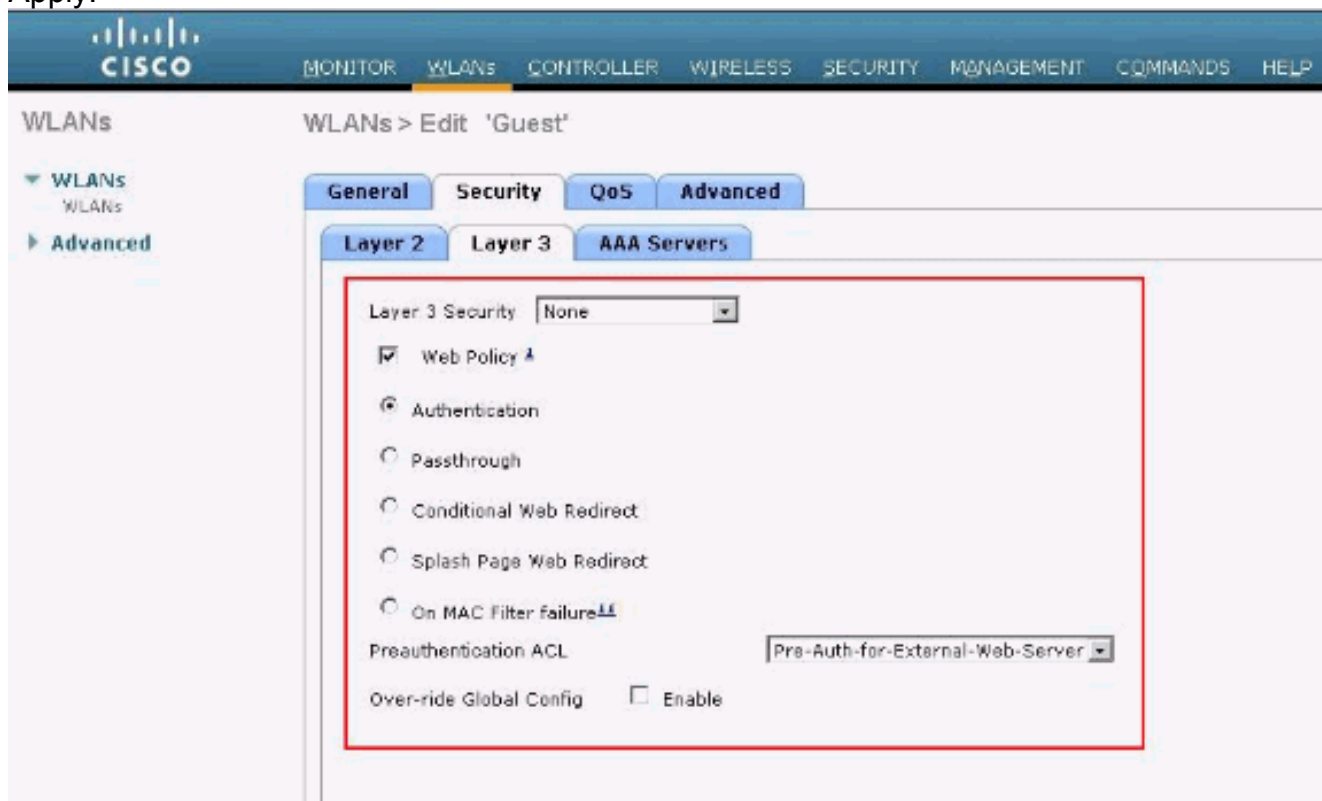 Apply.
CISCO
MONITOR WLANs CONTROLLER WIRELESS SECURITY MANAGEMENT COMMANDS HELP
WLANs
WLANs > Edit 'Guest'
WLANs
WLANs
Advanced
General Security QoS Advanced
Layer 2 Layer 3 AAA Servers
Layer 3 Security None
Web Policy 1
Authentication
Passthrough
Conditional Web Redirect
Splash Page Web Redirect
On MAC Filter failure11
Preauthentication ACL Pre-Auth-for-External-Web-Server
Over-ride Global Config Enable